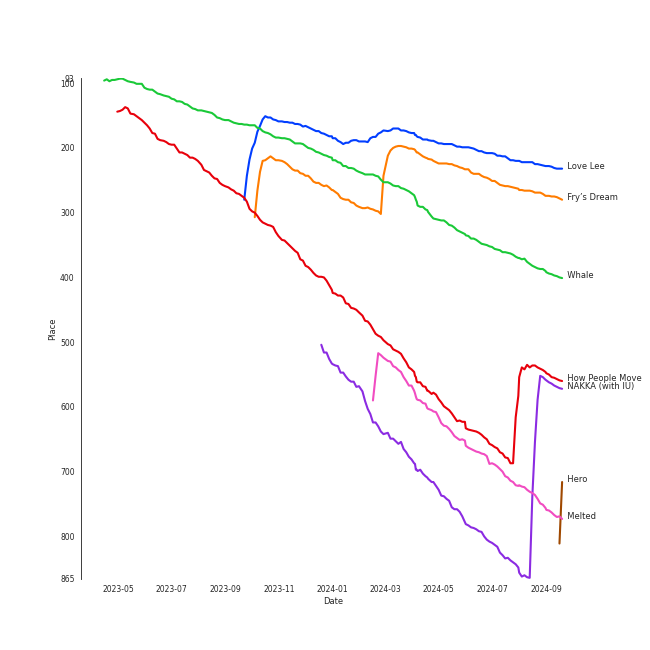 93
100
200
300
400
500
600
700
800
865
Place
Love Lee
Fry's Dream
Whale
How People Move
NAKKA (with IU)
Hero
Melted
2023-05 2023-07 2023-09 2023-11 2024-01 2024-03 2024-05 2024-07 2024-09
Date